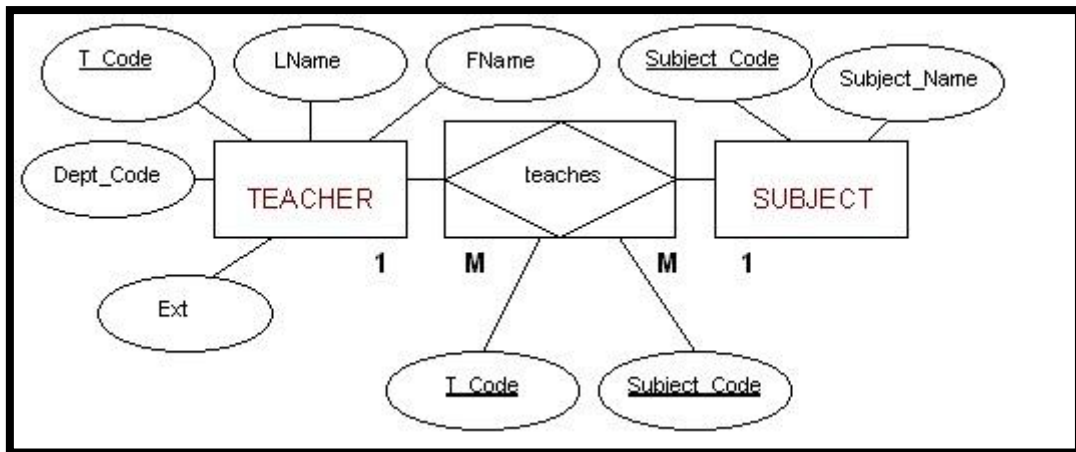 T_Code
LName
FName
Subject_Code
Subject_Name
Dept_Code
TEACHER
teaches
SUBJECT
1
M
M
1
Ext
T_Code
Subject_Code